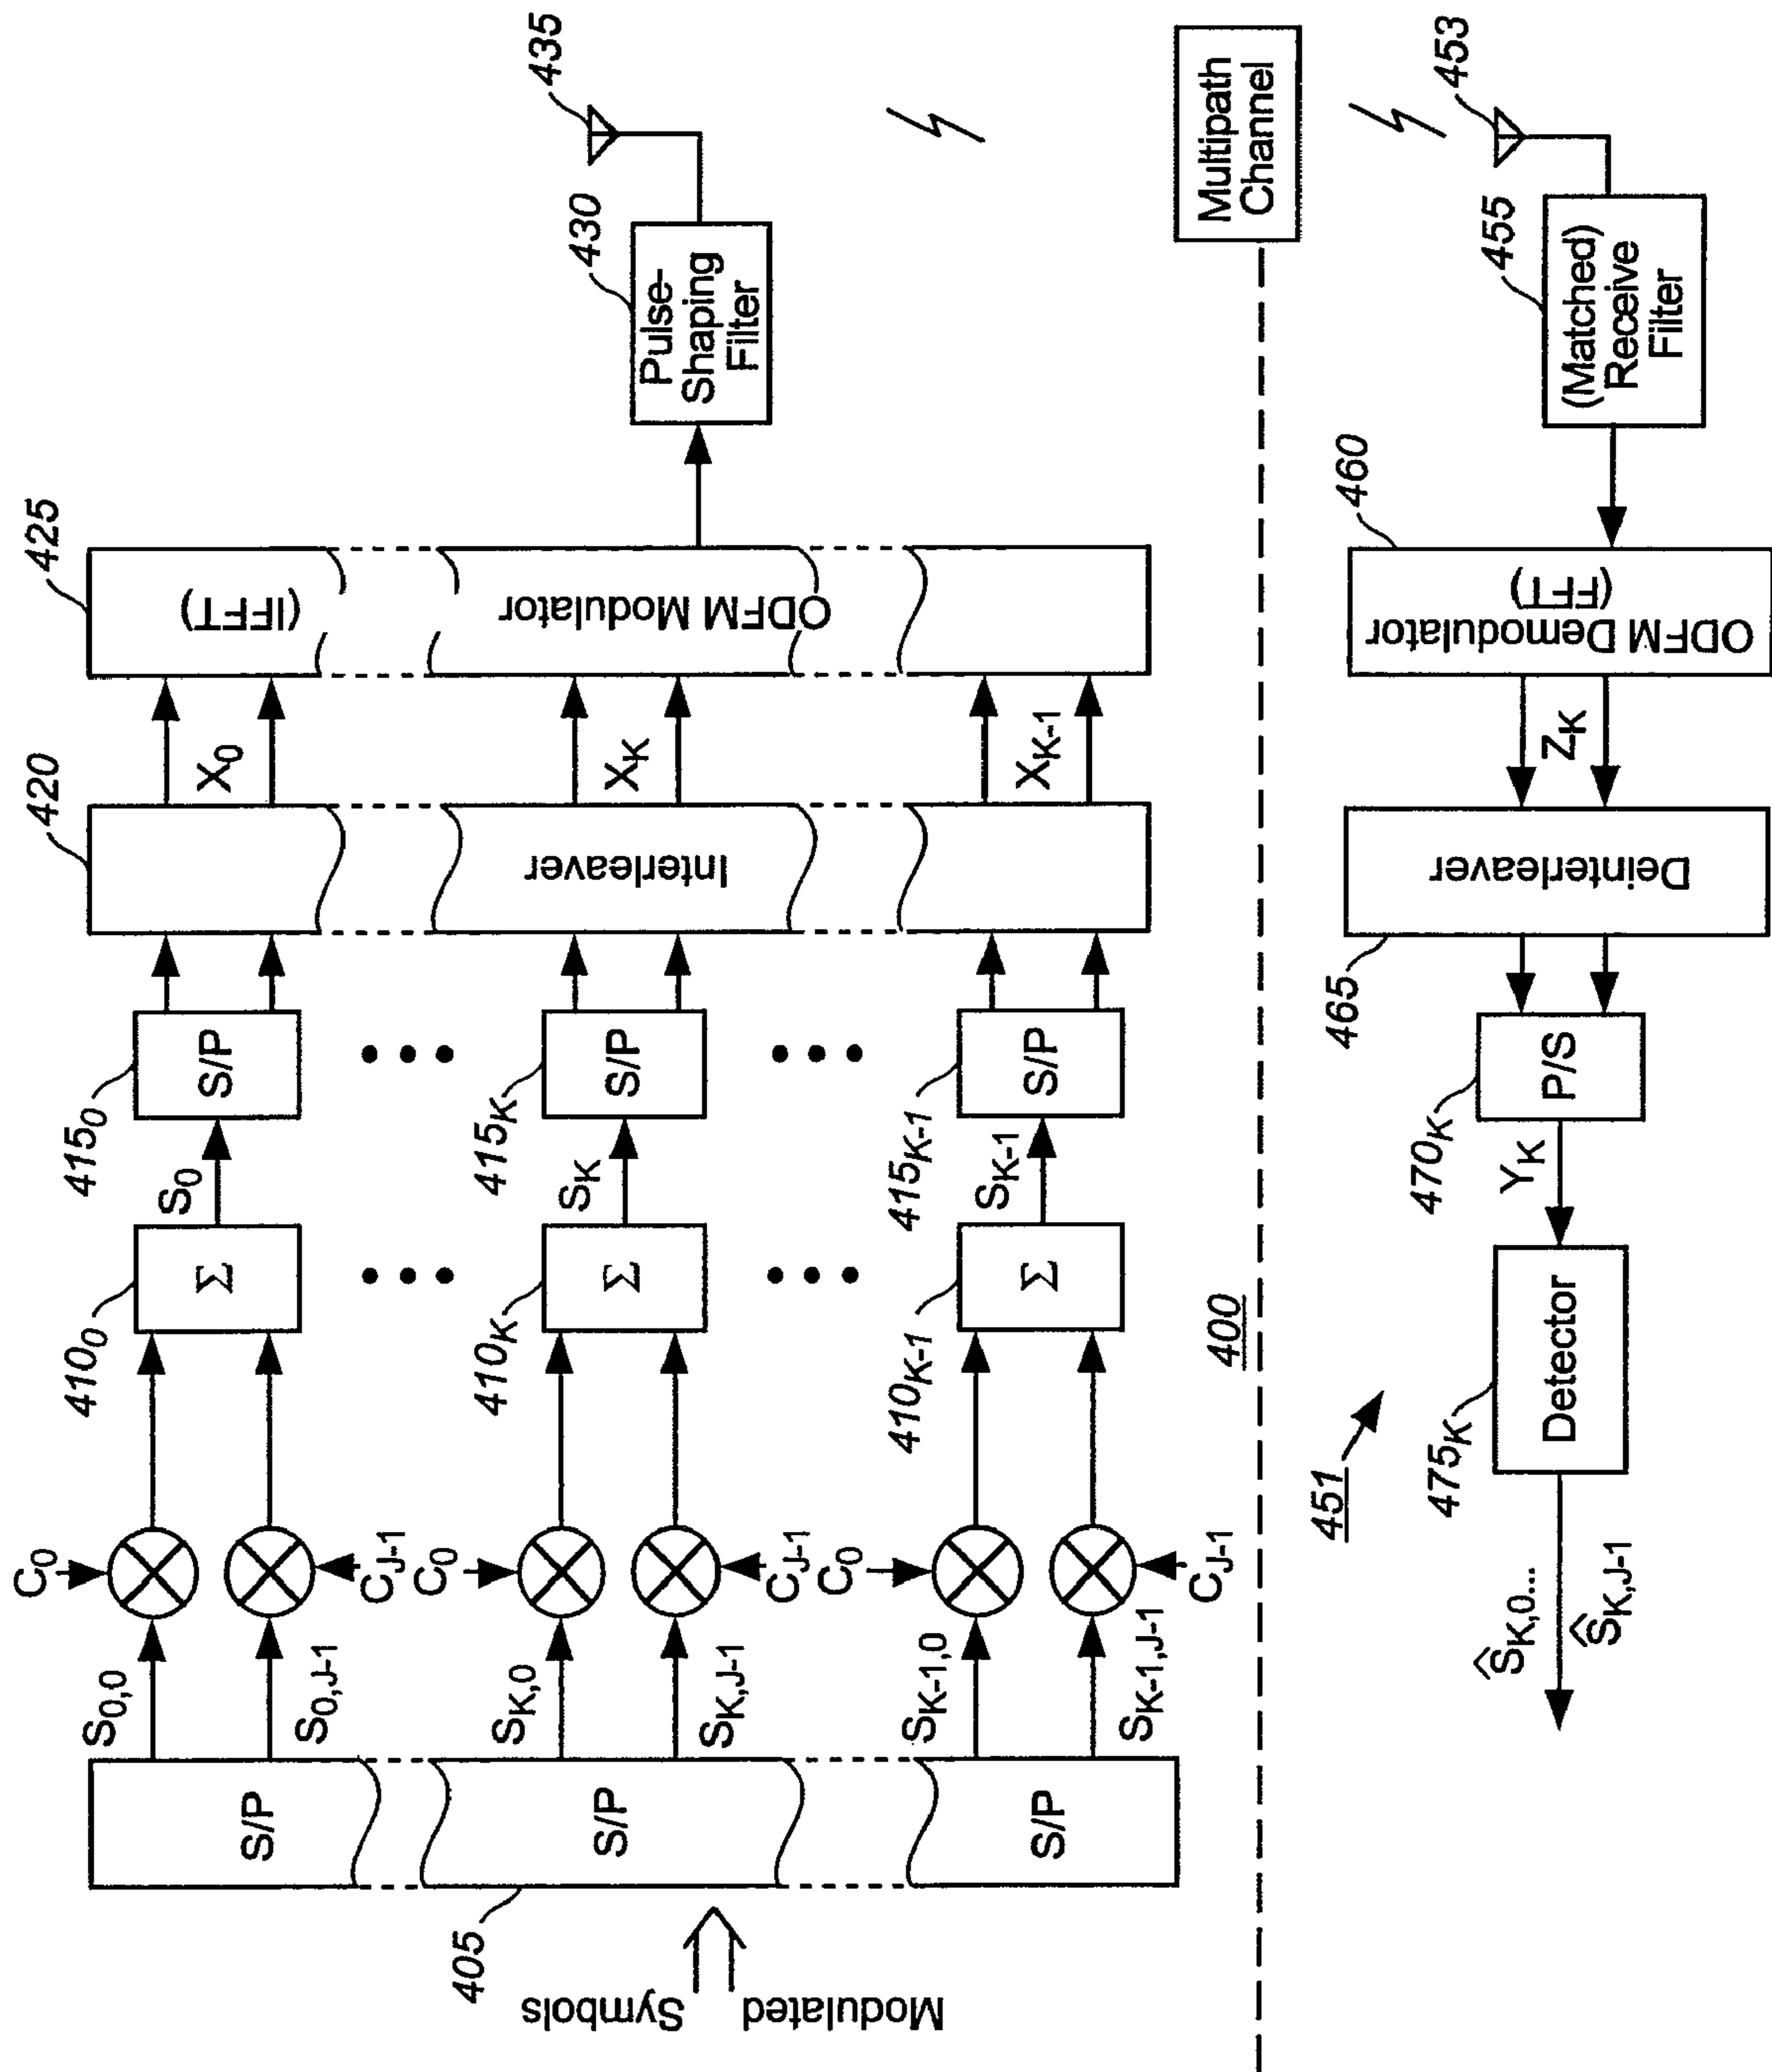 Modulated
Symbols
405
S/P
S/P
S/P
S0,0
S0,J-1
SK,0
SK,J-1
SK-1,0
SK-1,J-1
C0
CJ-1
C0
CJ-1
C0
CJ-1
4100
Σ
410K
Σ
410K-1
Σ
S0
SK
SK-1
4150
S/P
415K
S/P
415K-1
S/P
420
Interleaver
X0
XK
XK-1
425
(IFFT)
ODFM Modulator
430
Pulse-
Shaping
Filter
435
400
Multipath
Channel
451
453
455
(Matched)
Receive
Filter
460
ODFM Demodulator
(FFT)
ZK
465
Deinterleaver
470K
P/S
YK
475K
Detector
ŜK,0...
ŜK,J-1